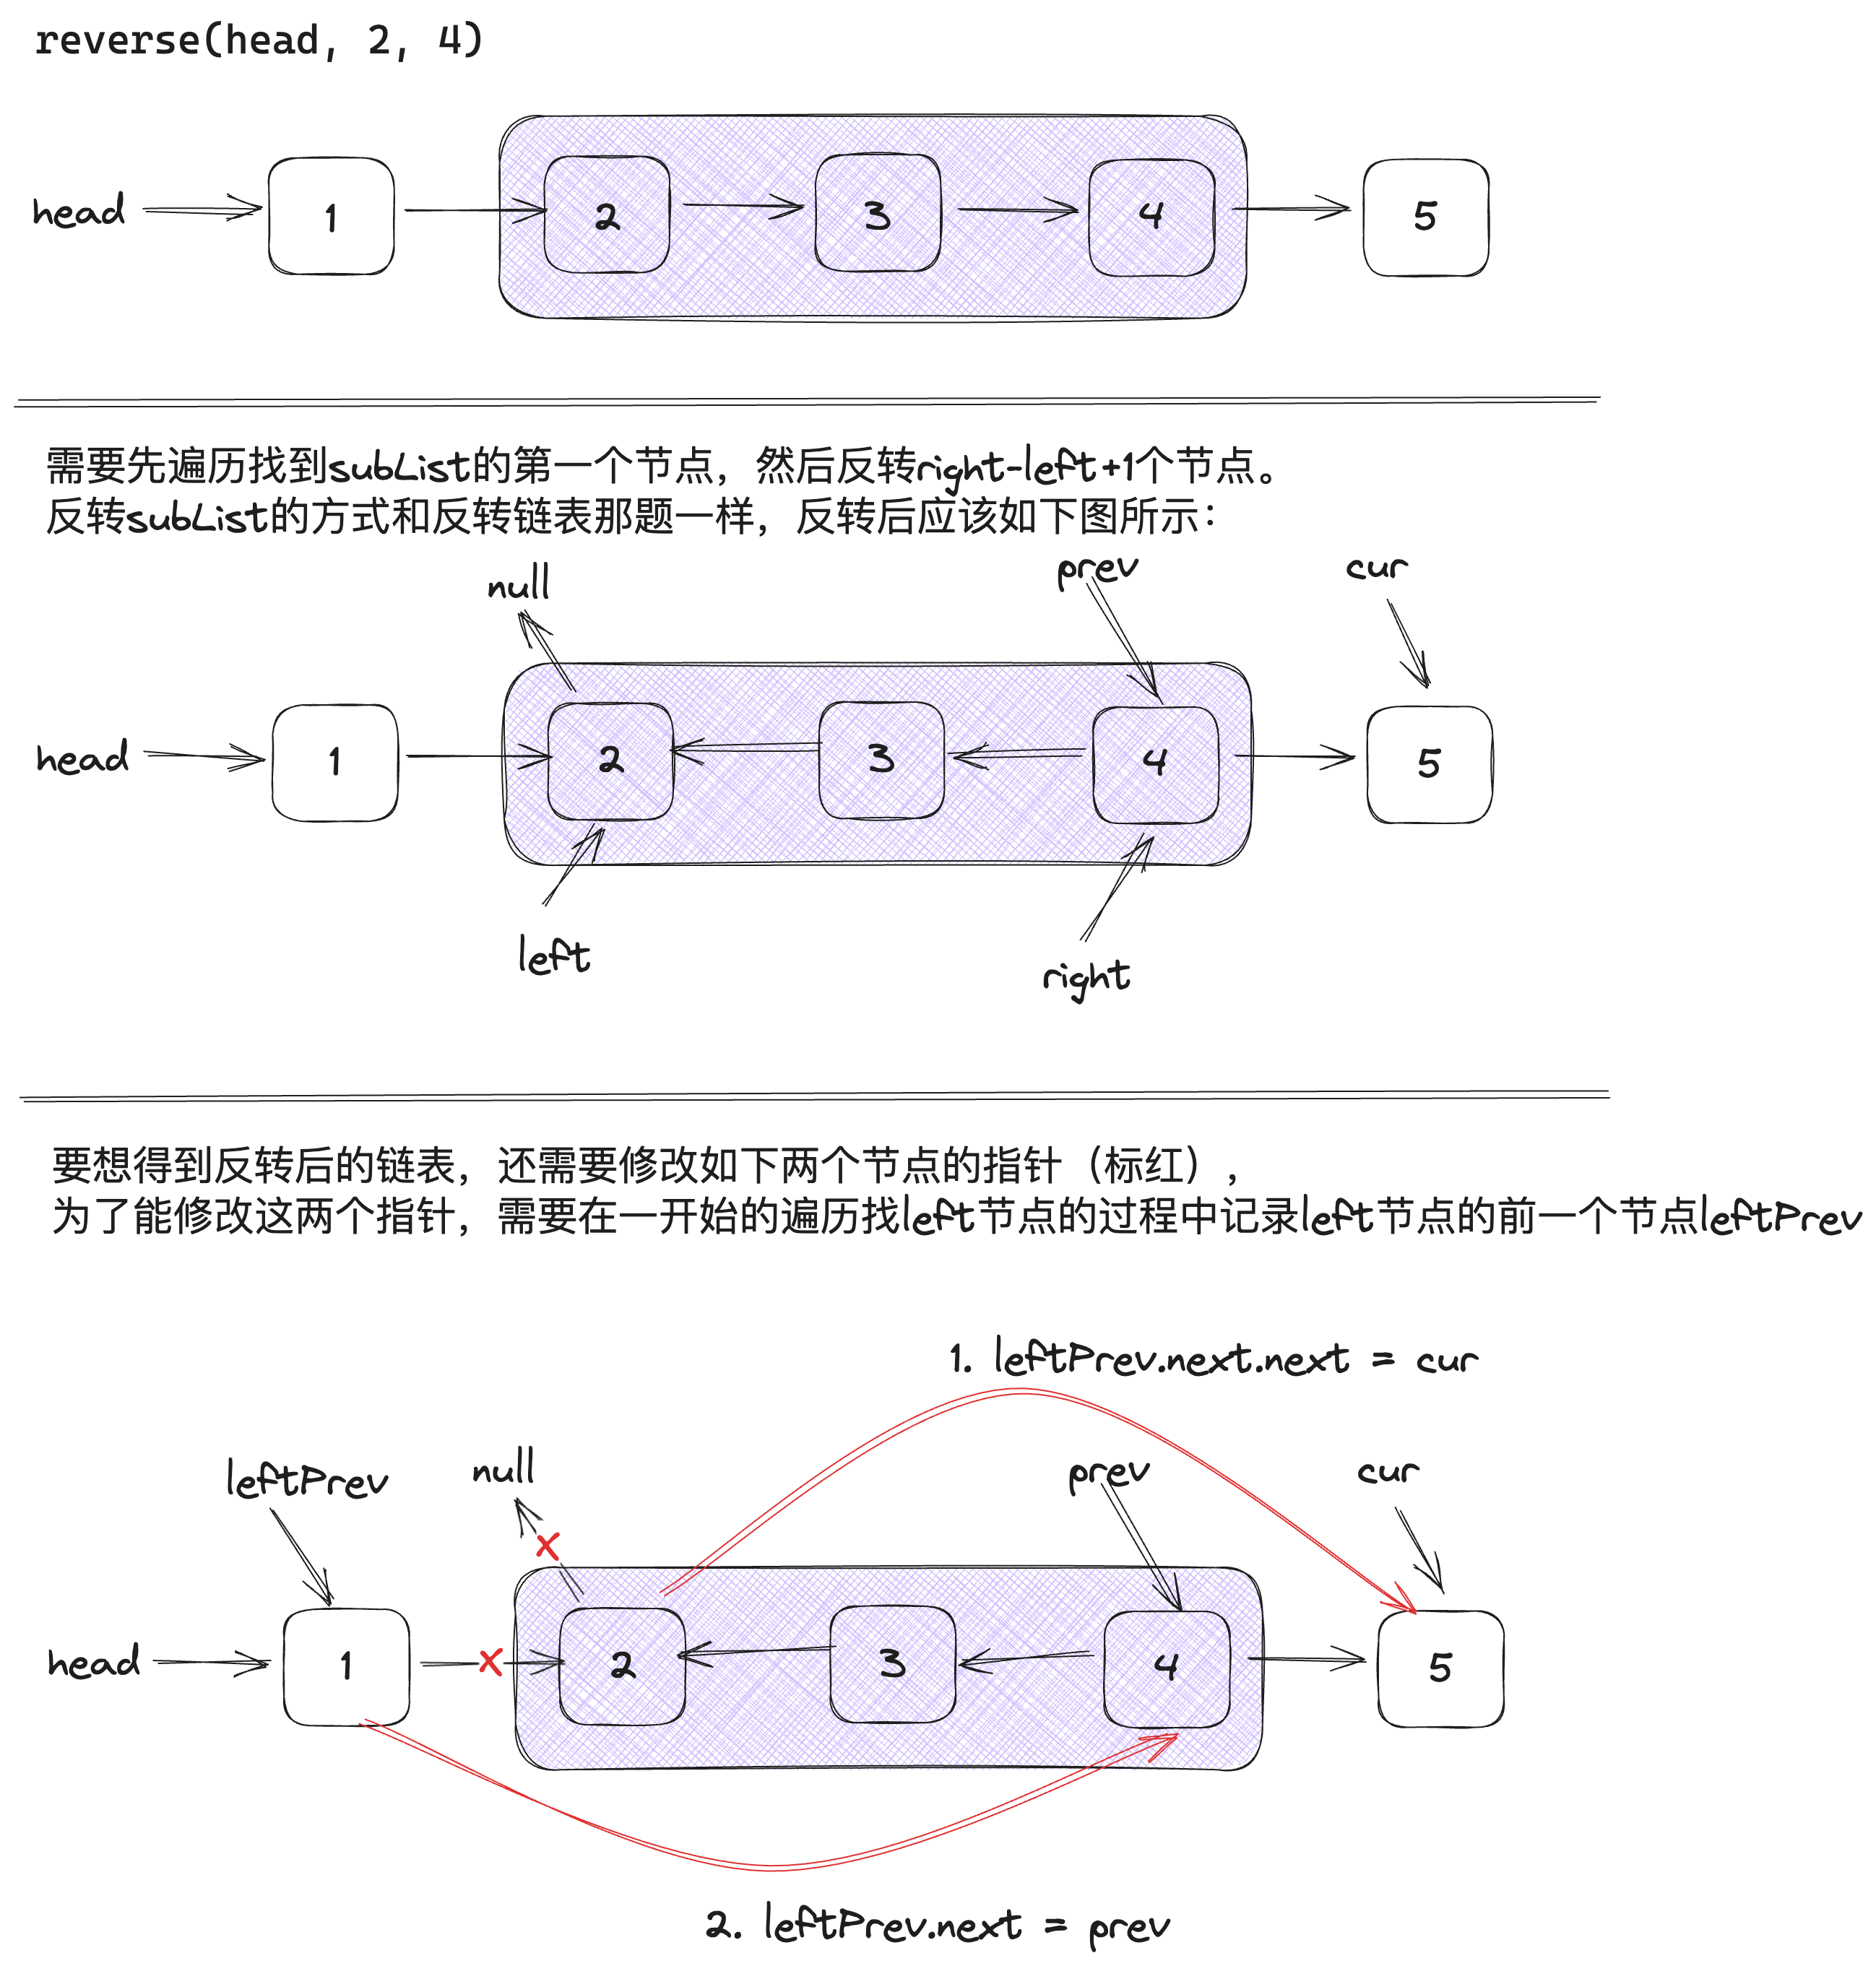 reverse(head, 2, 4)
head 1 2 3 4 5
需要先遍历找到subList的第一个节点，然后反转right-left+1个节点。
反转subList的方式和反转链表那题一样，反转后应该如下图所示：
null prev cur
head 1 2 3 4 5
left right
要想得到反转后的链表，还需要修改如下两个节点的指针（标红），
为了能修改这两个指针，需要在一开始的遍历找left节点的过程中记录left节点的前一个节点leftPrev
1. leftPrev.next.next = cur
leftPrev null prev cur
head 1 2 3 4 5
2. leftPrev.next = prev